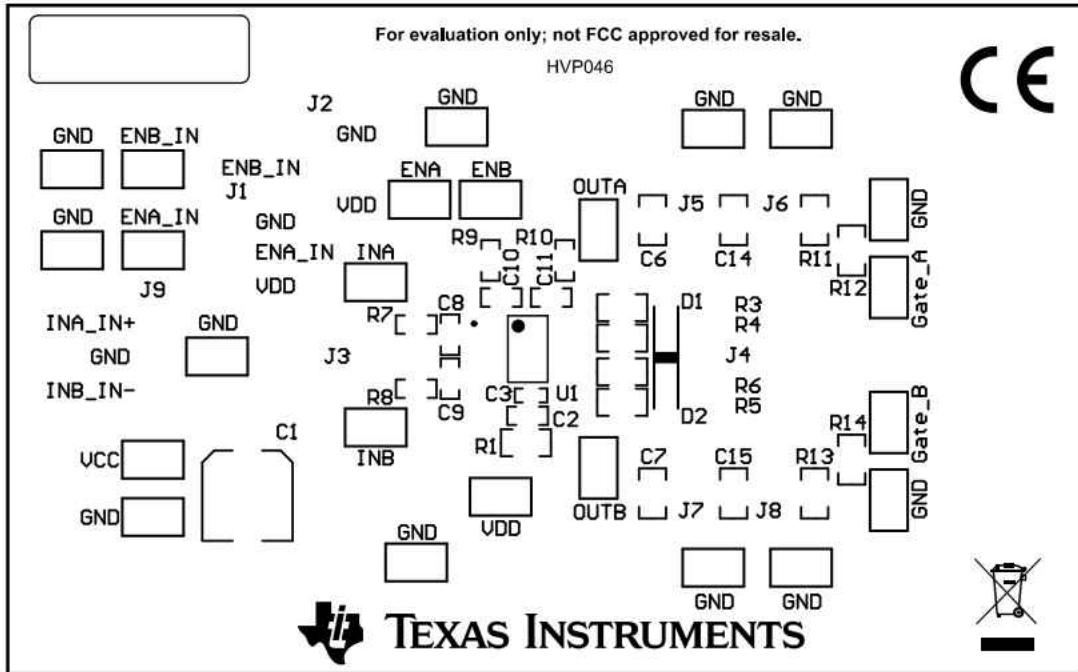 For evaluation only; not FCC approved for resale.
HVP046
CE
J2
GND
GND
GND
GND
GND
ENB_IN
ENB_IN
J1
ENA
ENB
OUTA
J5
J6
GND
GND
ENA_IN
VDD
GND
ENA_IN
VDD
J9
INA
R9
C10
R10
C11
C6
C14
R11
R12
Gate_A
INA_IN+
GND
GND
INB_IN-
J3
R7
C8
D1
R3
R4
J4
R8
C9
C3
U1
C2
R1
R6
R5
D2
Gate_B
R14
VCC
C1
INB
C7
C15
R13
GND
GND
VDD
OUTB
J7
J8
GND
GND
GND
TEXAS INSTRUMENTS